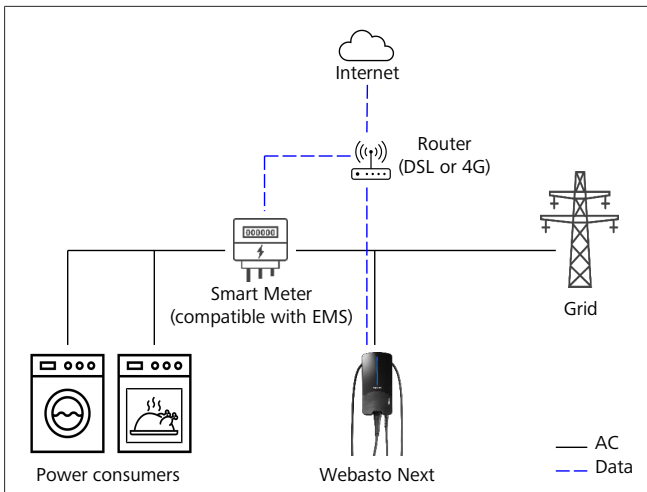 Internet
Router
(DSL or 4G)
000000
Smart Meter
(compatible with EMS)
Grid
Power consumers
Webasto Next
AC
Data